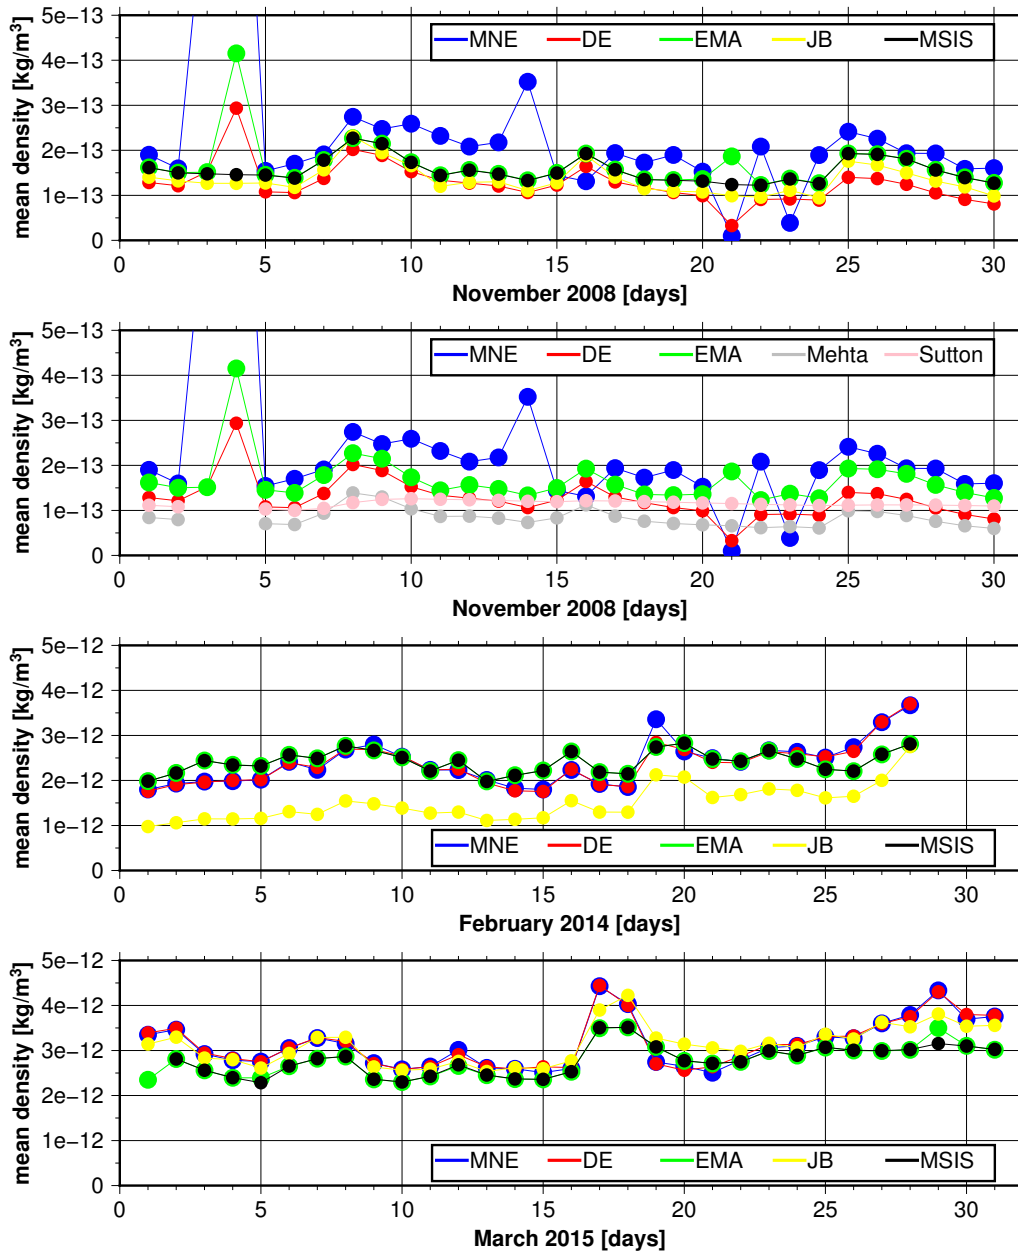 mean density [kg/m³]
5e−13
4e−13
3e−13
2e−13
1e−13
0
MNE DE EMA JB MSIS
0 5 10 15 20 25 30
November 2008 [days]
mean density [kg/m³]
5e−13
4e−13
3e−13
2e−13
1e−13
0
MNE DE EMA Mehta Sutton
0 5 10 15 20 25 30
November 2008 [days]
mean density [kg/m³]
5e−12
4e−12
3e−12
2e−12
1e−12
0
MNE DE EMA JB MSIS
0 5 10 15 20 25 30
February 2014 [days]
mean density [kg/m³]
5e−12
4e−12
3e−12
2e−12
1e−12
0
MNE DE EMA JB MSIS
0 5 10 15 20 25 30
March 2015 [days]